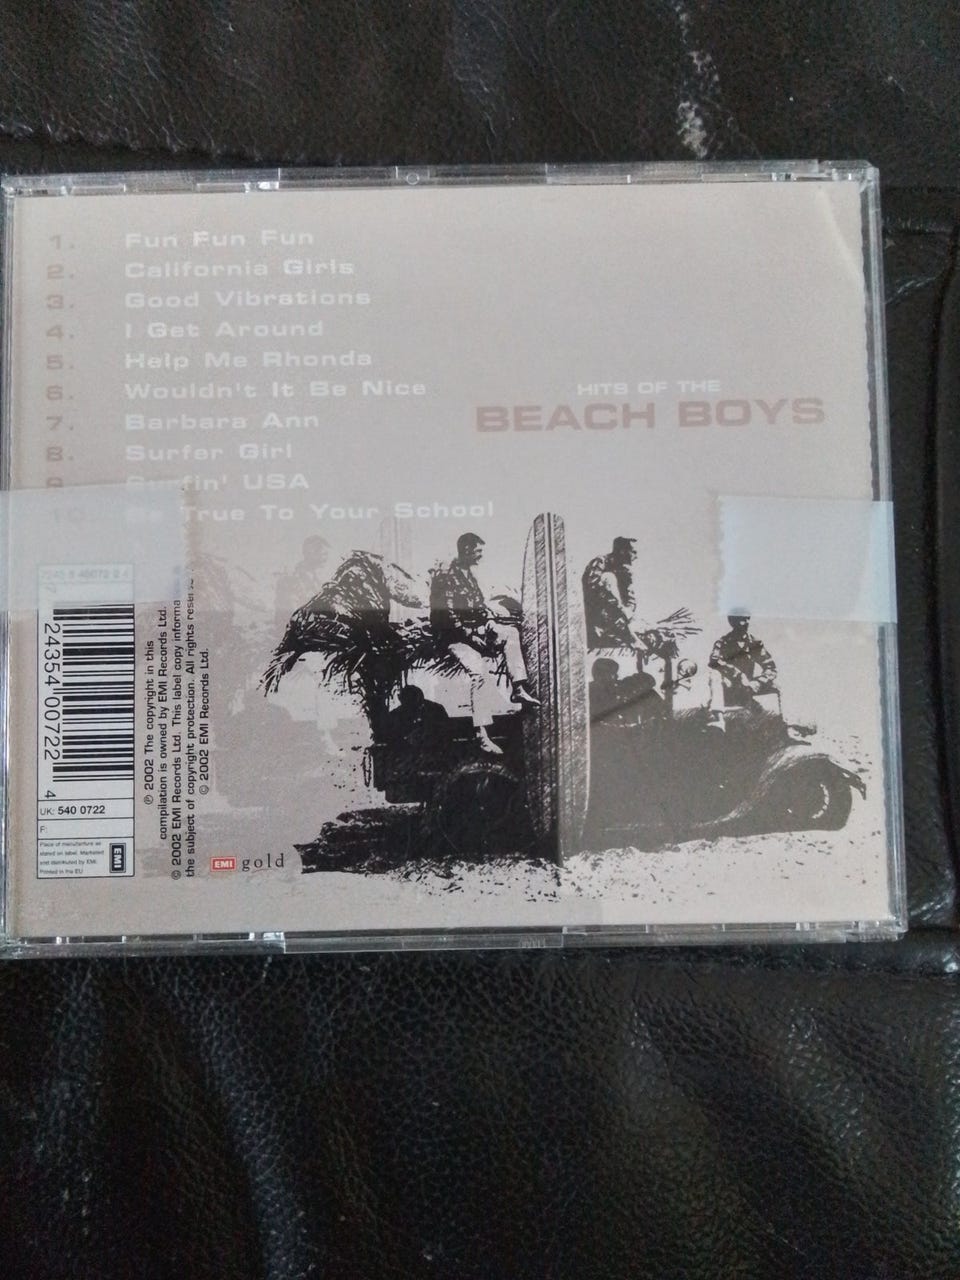 1. Fun Fun Fun
2. California Girls
3. Good Vibrations
4. I Get Around
5. Help Me Rhonda
6. Wouldn't It Be Nice
7. Barbara Ann
8. Surfer Girl
9. Surfin' USA
10 Be True To Your School
HITS OF THE
BEACH BOYS
24354 00722 4
UK: 540 0722
F:
Place of manufacture as
stated on label. Marketed
and distributed by EMI.
Printed in the EU
EMI
℗ 2002 The copyright in this
compilation is owned by EMI Records Ltd.
© 2002 EMI Records Ltd. This label copy informa
the subject of copyright protection. All rights
© 2002 EMI Records Ltd.
EMI gold